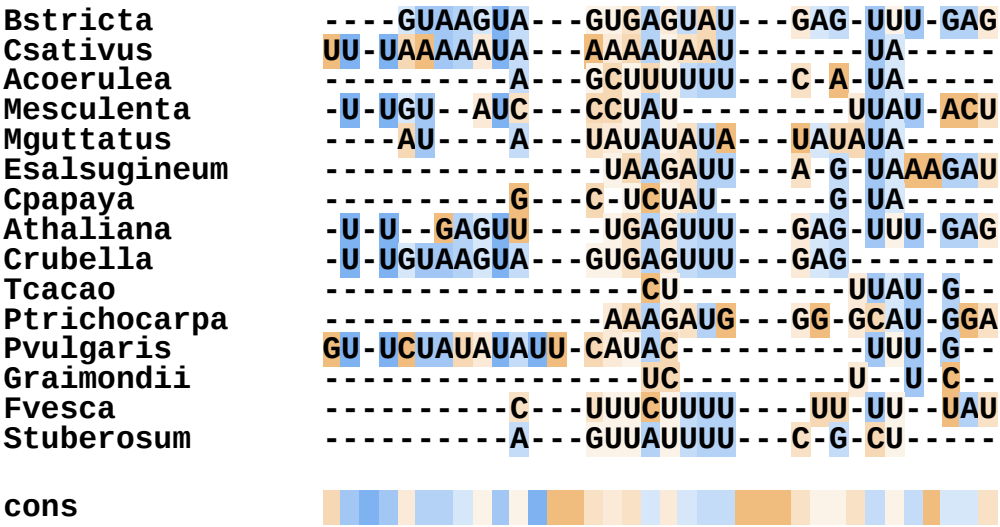 Bstricta ----GUAAGUA---GUGAGUAU---GAG-UUU-GAG
Csativus UU-UAAAAAUA---AAAAUAAU-------UA-----
Acoerulea ----------A---GCUUUUUU---C-A-UA-----
Mesculenta -U-UGU--AUC---CCUAU---------UUAU-ACU
Mguttatus ----AU----A---UAUAUAUA---UAUAUA-----
Esalsugineum ---------------UAAGAUU---A-G-UAAAGAU
Cpapaya ----------G---C-UCUAU------G-UA-----
Athaliana -U-U--GAGUU----UGAGUUU---GAG-UUU-GAG
Crubella -U-UGUAAGUA---GUGAGUUU---GAG--------
Tcacao -----------------CU---------UUAU-G--
Ptrichocarpa ---------------AAAGAUG---GG-GCAU-GGA
Pvulgaris GU-UCUAUAUAUU-CAUAC----------UUU-G--
Graimondii -----------------UC---------U--U-C--
Fvesca ----------C---UUUCUUUU----UU-UU--UAU
Stuberosum ----------A---GUUAUUUU---C-G-CU-----
cons